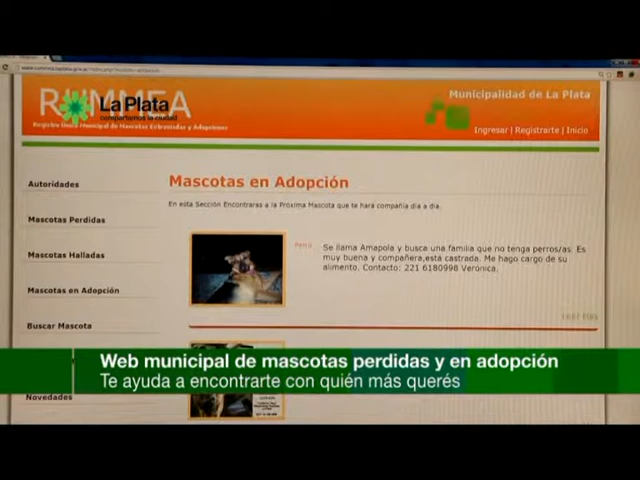 La Plata
compartimos la ciudad
Registro Único Municipal de Mascotas Extraviadas y Adopciones
Municipalidad de La Plata
Ingresar | Registrarte | Inicio
Autoridades
Mascotas Perdidas
Mascotas Halladas
Mascotas en Adopción
Buscar Mascota
Novedades
Mascotas en Adopción
En esta Sección Encontraras a la Próxima Mascota que te hará compañía día a día.
Perro
Se llama Amapola y busca una familia que no tenga perros/as. Es
muy buena y compañera,está castrada. Me hago cargo de su
alimento. Contacto: 221 6180998 Verónica.
Leer Más
Web municipal de mascotas perdidas y en adopción
Te ayuda a encontrarte con quién más querés